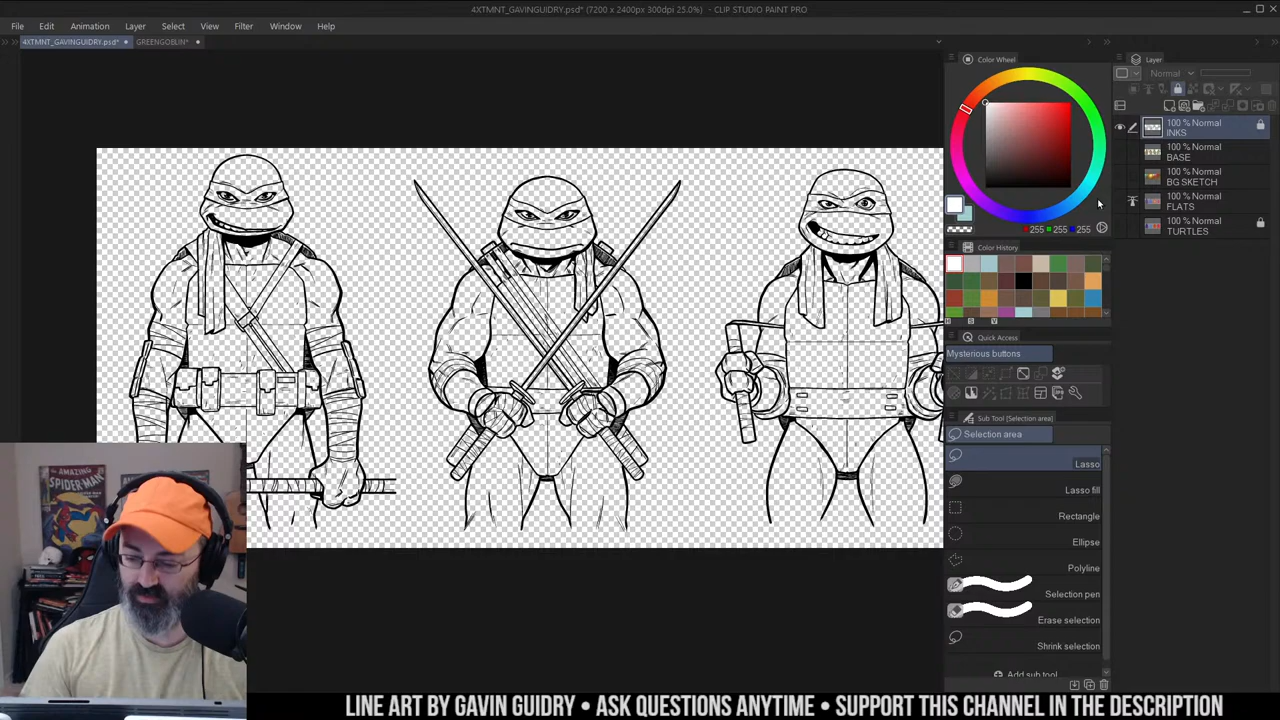 4XTMNT_GAVINGUIDRY.psd* (7200 x 2400px 300dpi 25.0%) - CLIP STUDIO PAINT PRO
File Edit Animation Layer Select View Filter Window Help
4XTMNT_GAVINGUIDRY.psd* GREENGOBLIN*
Color Wheel
255 255 255
Color History
H S V
Quick Access
Mysterious buttons
Sub Tool [Selection area]
Selection area
Lasso
Lasso fill
Rectangle
Ellipse
Polyline
Selection pen
Erase selection
Shrink selection
Add sub tool
Layer
Normal
100 % Normal
INKS
100 % Normal
BASE
100 % Normal
BG SKETCH
100 % Normal
FLATS
100 % Normal
TURTLES
AMAZING
SPIDER-MAN
LINE ART BY GAVIN GUIDRY • ASK QUESTIONS ANYTIME • SUPPORT THIS CHANNEL IN THE DESCRIPTION